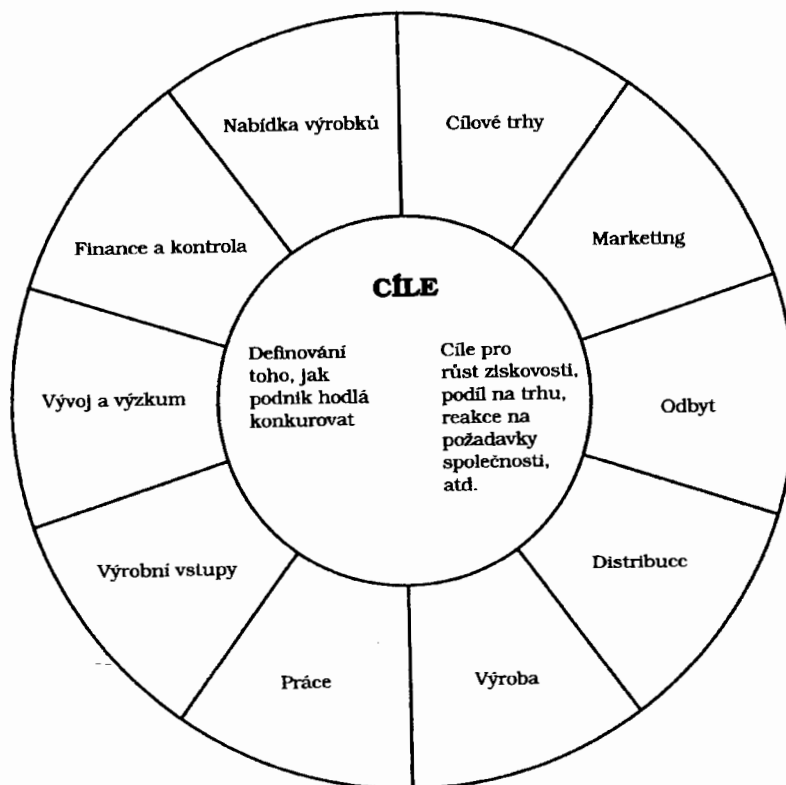 Nabídka výrobků
Cílové trhy
Marketing
Odbyt
Distribucc
Výroba
Práce
Výrobní vstupy
Vývoj a výzkum
Finance a kontrola
CÍLE
Definování
toho, jak
podnik hodlá
konkurovat
Cíle pro
růst ziskovosti,
podíl na trhu,
reakce na
požadavky
společnosti,
atd.